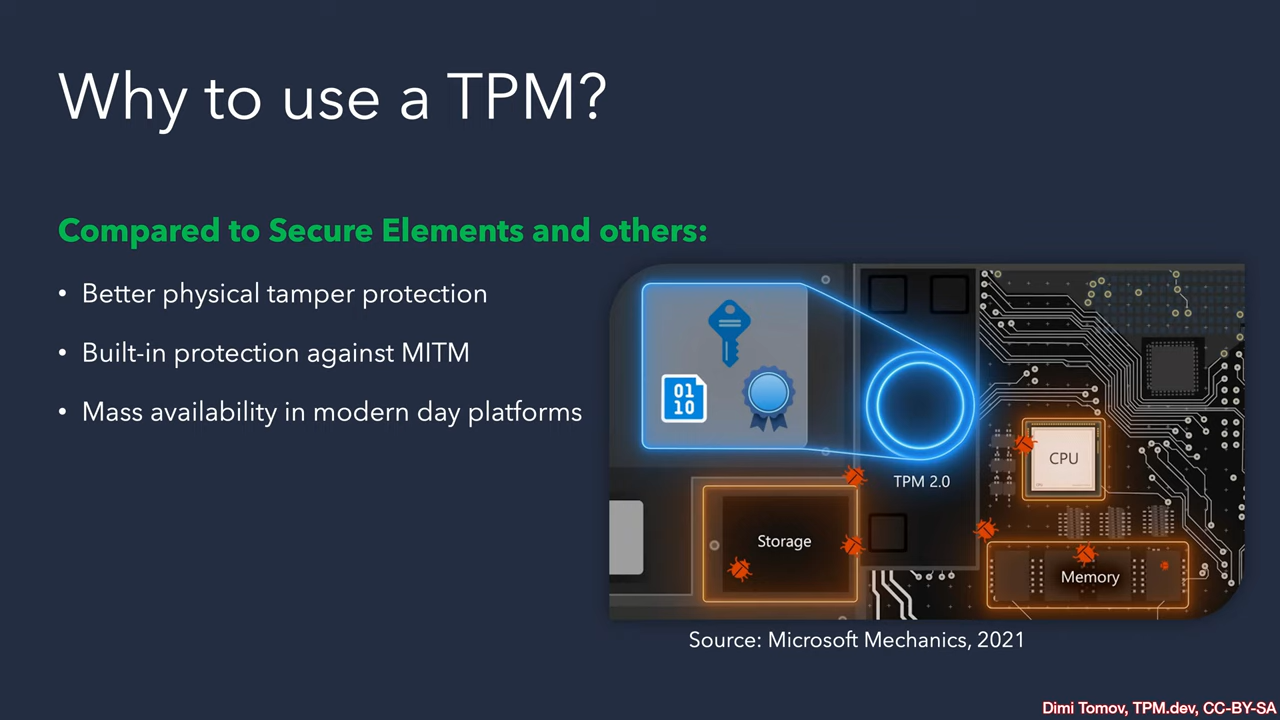 Why to use a TPM?
Compared to Secure Elements and others:
• Better physical tamper protection
• Built-in protection against MITM
• Mass availability in modern day platforms
01
10
TPM 2.0
CPU
Storage
Memory
Source: Microsoft Mechanics, 2021
Dimi Tomov, TPM.dev, CC-BY-SA